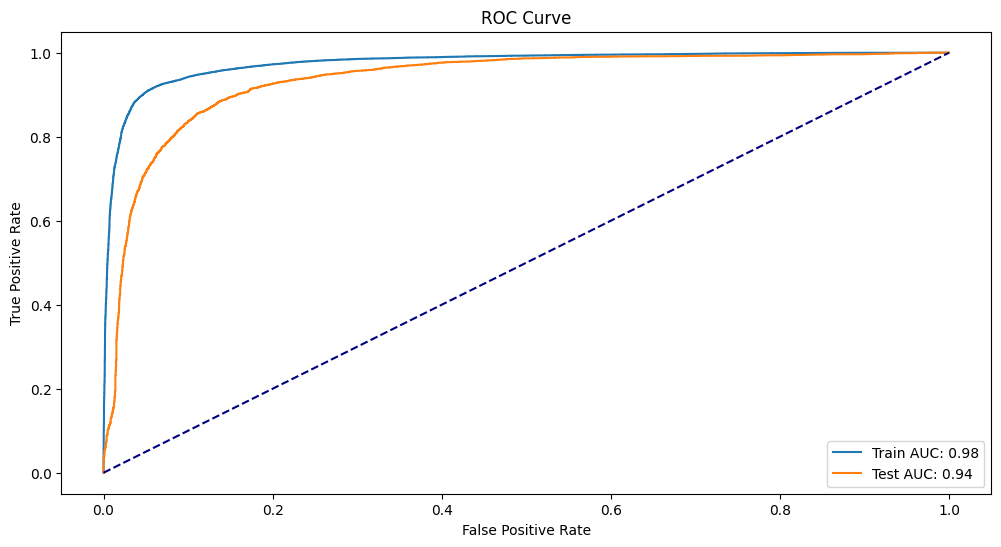 ROC Curve
1.0
0.8
0.6
0.4
0.2
0.0
True Positive Rate
0.0
0.2
0.4
0.6
0.8
1.0
False Positive Rate
Train AUC: 0.98
Test AUC: 0.94